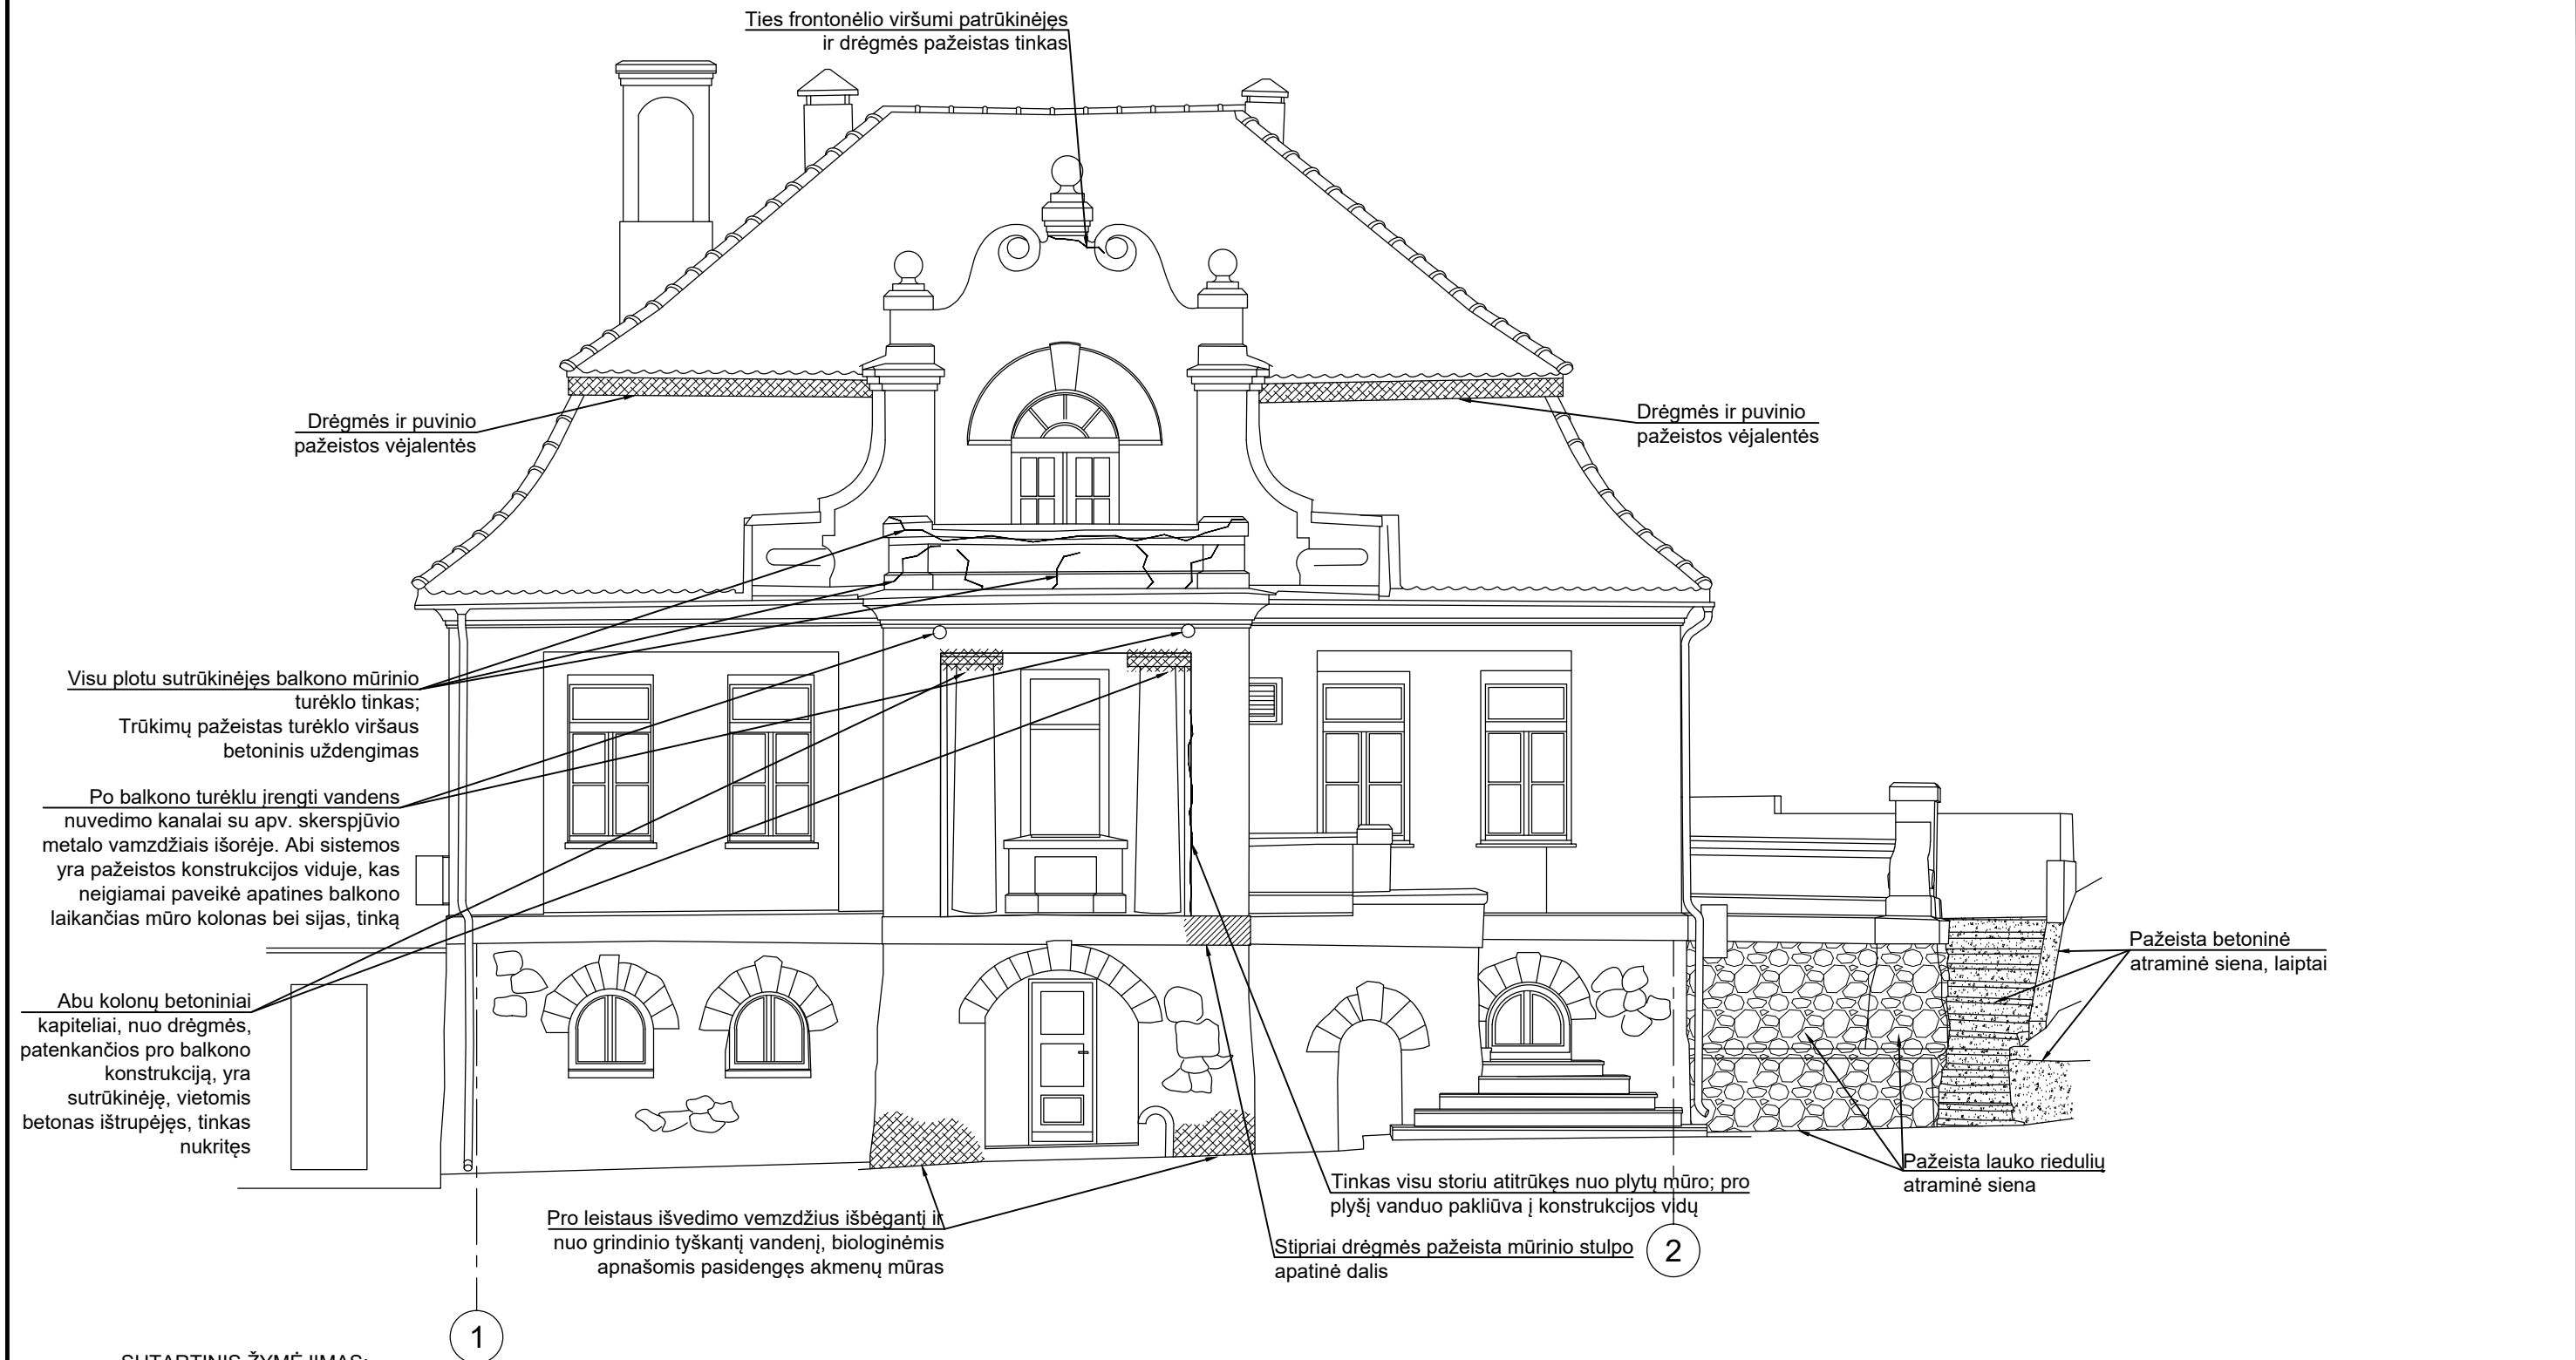 Ties frontonėlio viršumi patrūkinėjęs
ir drėgmės pažeistas tinkas
Drėgmės ir puvinio
pažeistos vėjalentės
Drėgmės ir puvinio
pažeistos vėjalentės
Visu plotu sutrūkinėjęs balkono mūrinio
turėklo tinkas;
Trūkimų pažeistas turėklo viršaus
betoninis uždengimas
Po balkono turėklu įrengti vandens
nuvedimo kanalai su apv. skerspjūvio
metalo vamzdžiais išorėje. Abi sistemos
yra pažeistos konstrukcijos viduje, kas
neigiamai paveikė apatines balkono
laikančias mūro kolonas bei sijas, tinką
Abu kolonų betoniniai
kapiteliai, nuo drėgmės,
patenkančios pro balkono
konstrukciją, yra
sutrūkinėję, vietomis
betonas ištrupėjęs, tinkas
nukritęs
Pažeista betoninė
atraminė siena, laiptai
Pažeista lauko riedulių
atraminė siena
Tinkas visu storiu atitrūkęs nuo plytų mūro; pro
plyšį vanduo pakliūva į konstrukcijos vidų
Pro leistaus išvedimo vemzdžius išbėgantį ir
nuo grindinio tyškantį vandenį, biologinėmis
apnašomis pasidengęs akmenų mūras
Stipriai drėgmės pažeista mūrinio stulpo
apatinė dalis
2
1
SUTARTINIS ŽYMĖJIMAS: